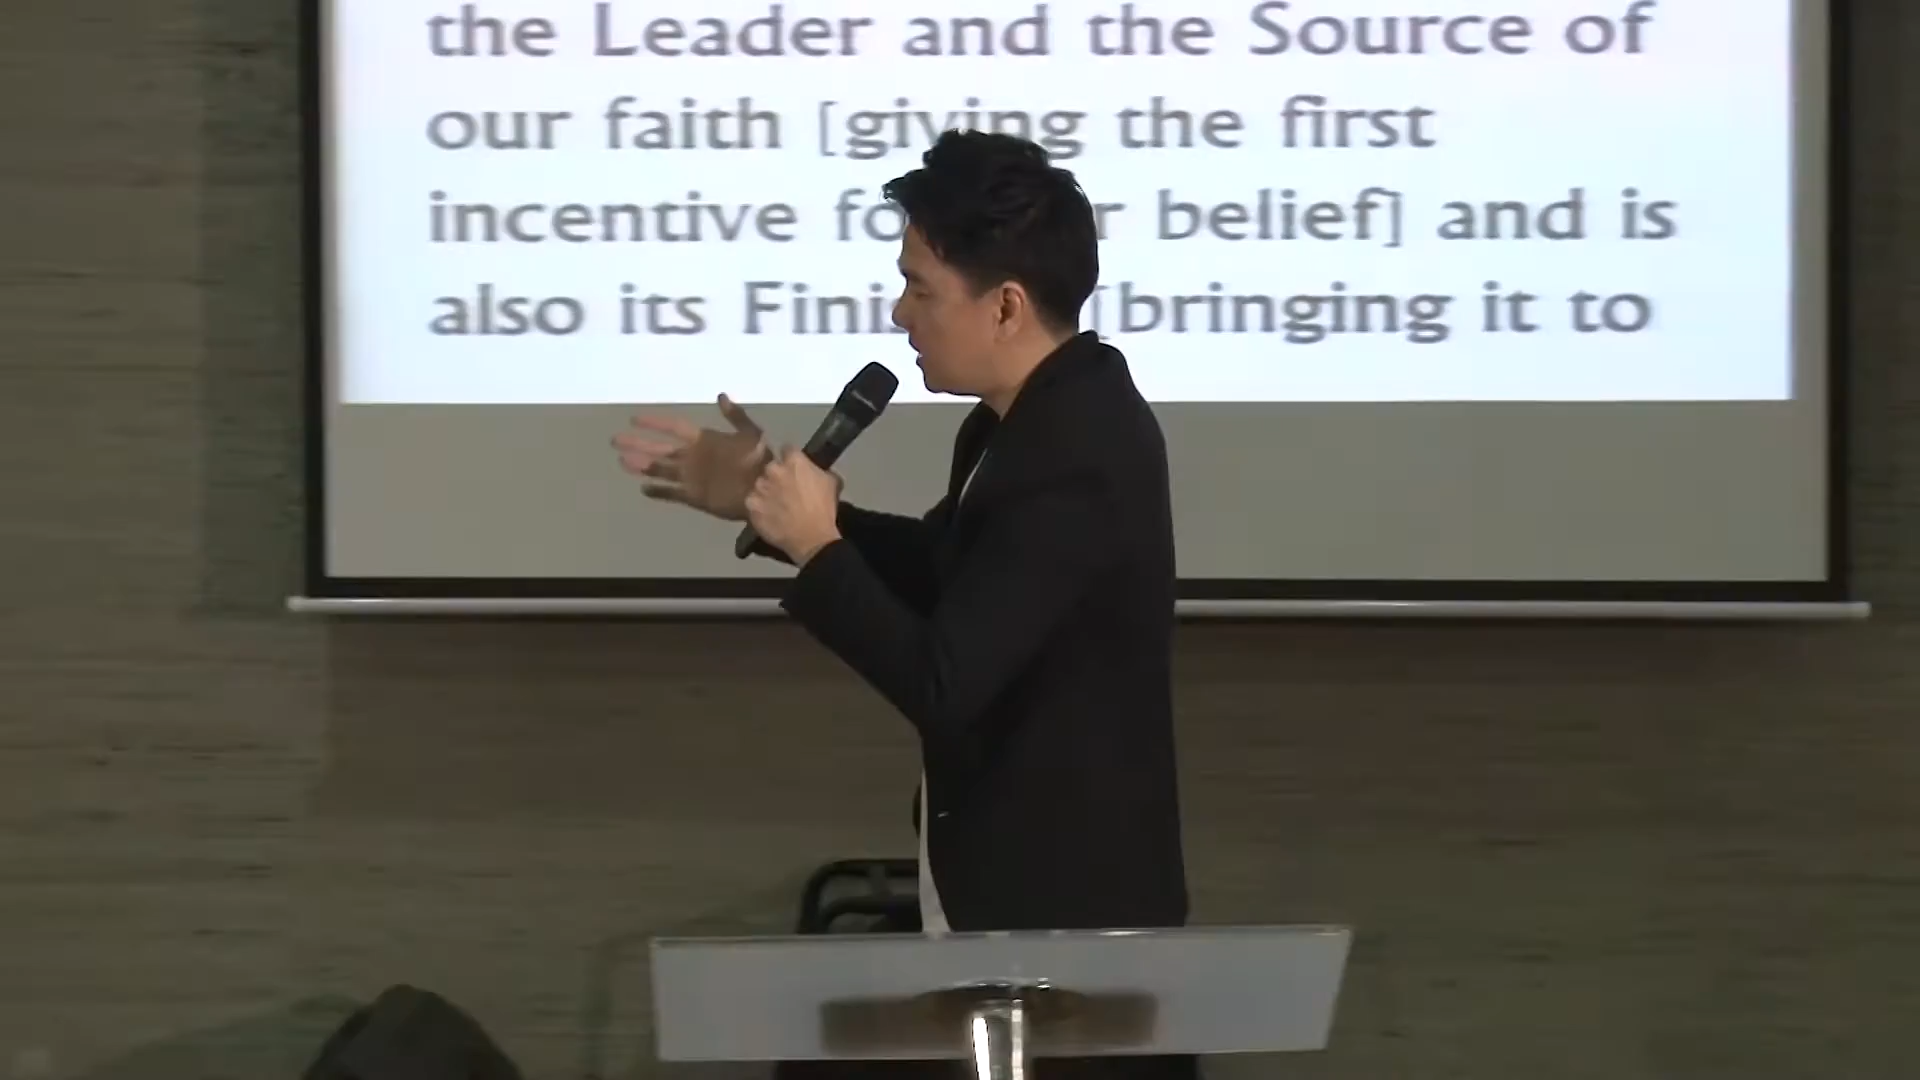 the Leader and the Source of
our faith [giving the first
incentive belief] and is
also its [bringing it to